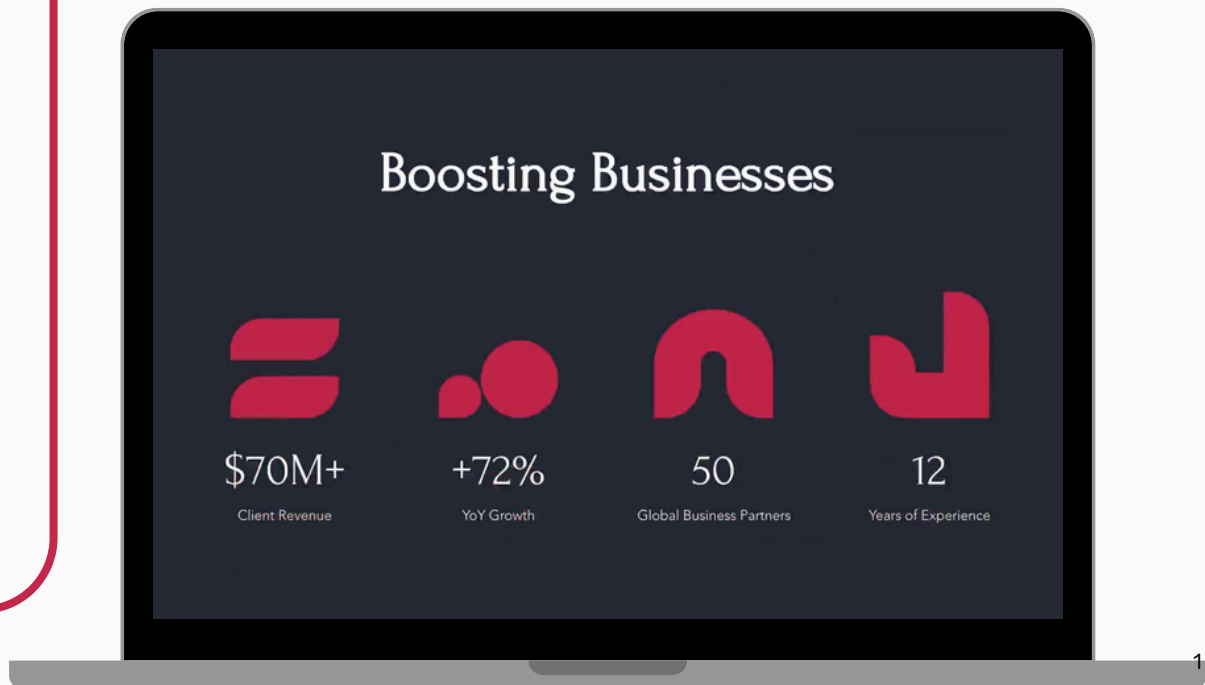 Boosting Businesses
$70M+
Client Revenue
+72%
YoY Growth
50
Global Business Partners
12
Years of Experience
1